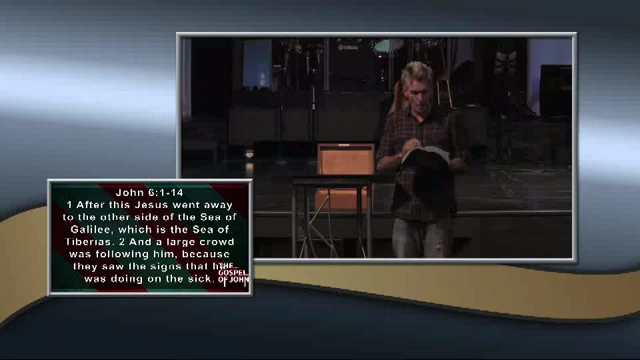 John 6:1-14
1 After this Jesus went away
to the other side of the Sea of
Galilee, which is the Sea of
Tiberias. 2 And a large crowd
was following him, because
they saw the signs that he
was doing on the sick.
THE
GOSPEL
OF JOHN
YAMAHA